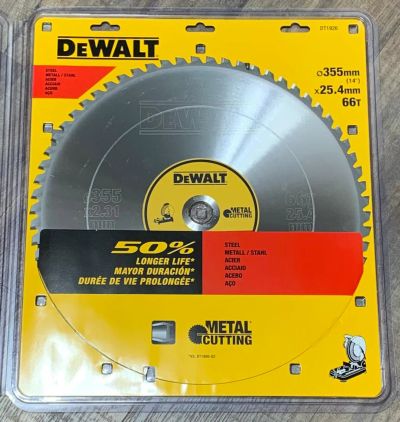 DT1926
DEWALT
STEEL
METALL / STAHL
ACIER
ACCIAIO
ACERO
AÇO
⌀355mm
(14")
x25.4mm
66T
DEWALT
DEWALT
METAL
CUTTING
355
2.31
66
25.4
50%
LONGER LIFE*
MAYOR DURACIÓN*
DURÉE DE VIE PROLONGÉE*
STEEL
METALL / STAHL
ACIER
ACCIAIO
ACERO
AÇO
METAL
CUTTING